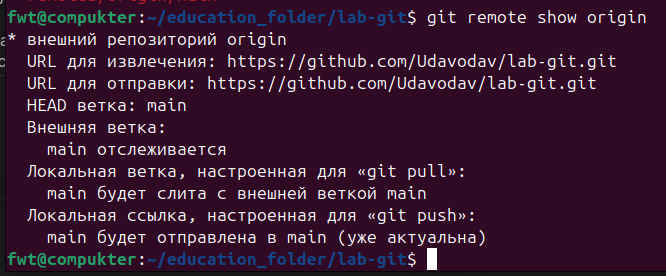 fwt@compukter:~/education_folder/lab-git$ git remote show origin
* внешний репозиторий origin
  URL для извлечения: https://github.com/Udavodav/lab-git.git
  URL для отправки: https://github.com/Udavodav/lab-git.git
  HEAD ветка: main
  Внешняя ветка:
    main отслеживается
  Локальная ветка, настроенная для «git pull»:
    main будет слита с внешней веткой main
  Локальная ссылка, настроенная для «git push»:
    main будет отправлена в main (уже актуальна)
fwt@compukter:~/education_folder/lab-git$